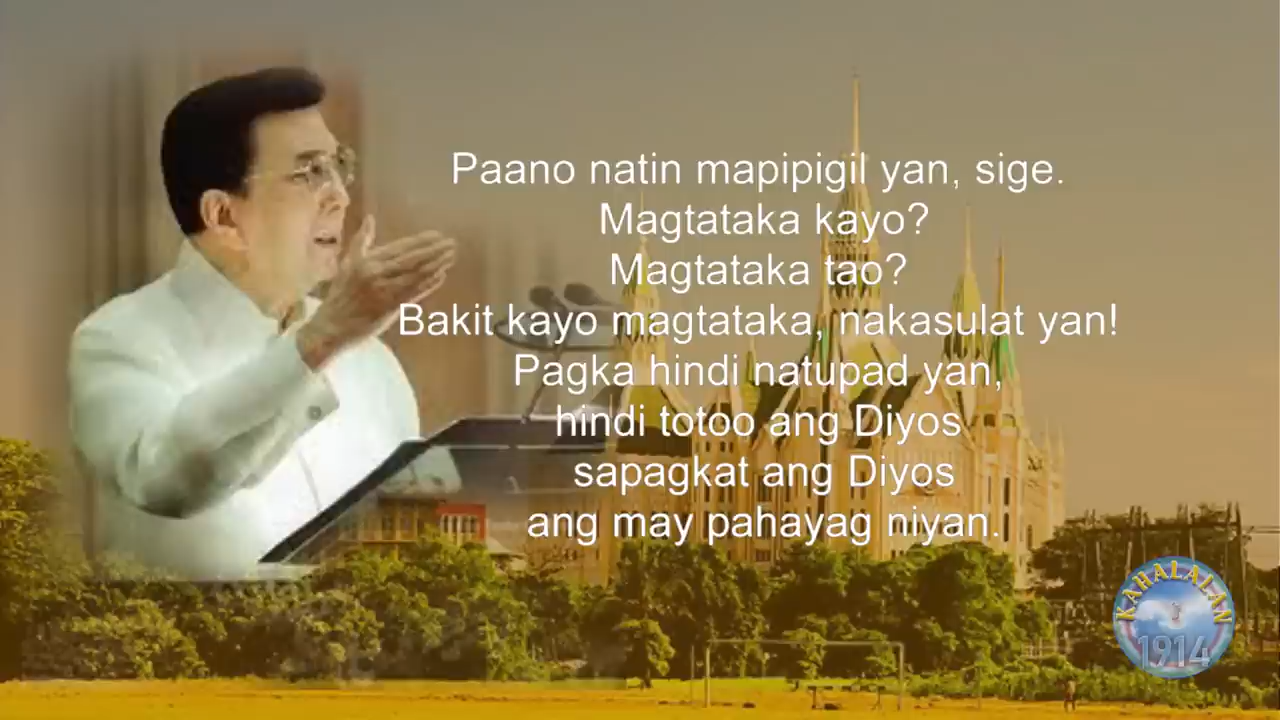 Paano natin mapipigil yan, sige.
Magtataka kayo?
Magtataka tao?
Bakit kayo magtataka, nakasulat yan!
Pagka hindi natupad yan,
hindi totoo ang Diyos
sapagkat ang Diyos
ang may pahayag niyan.
KAHALALAN
1914